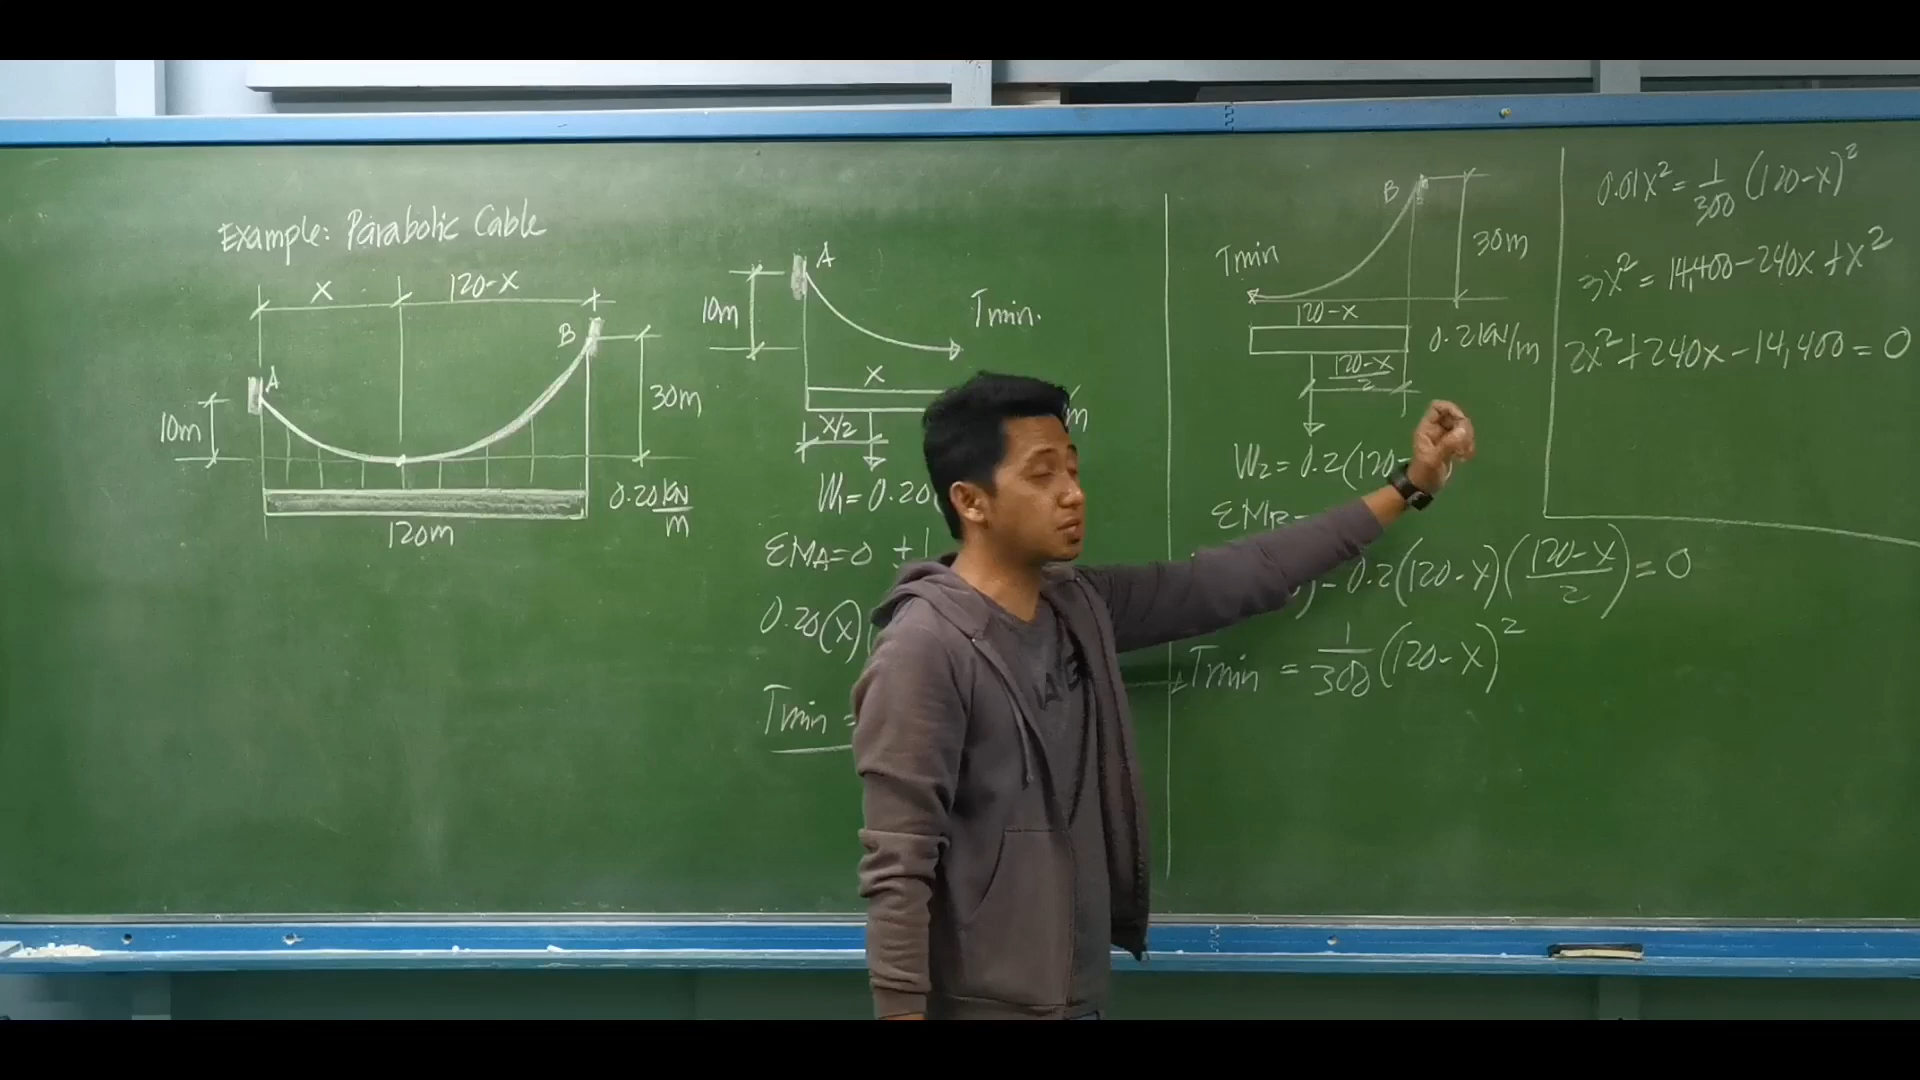 Example: Parabolic Cable
x 120-x
A
B
10m
30m
0.20 KN/m
120m
A
10m
Tmin.
x
m
x/2
W1=0.20
ΣMA=0 ±
0.20(x)
Tmin =
B
Tmin
30m
120-x
0.2KN/m
120-x/2
W2=0.2(120-
ΣMB=
-0.2(120-x)(120-x/2)=0
Tmin = 1/300 (120-x)²
0.01x²= 1/300 (120-x)²
3x²= 14,400-240x+x²
2x²+240x-14,400=0